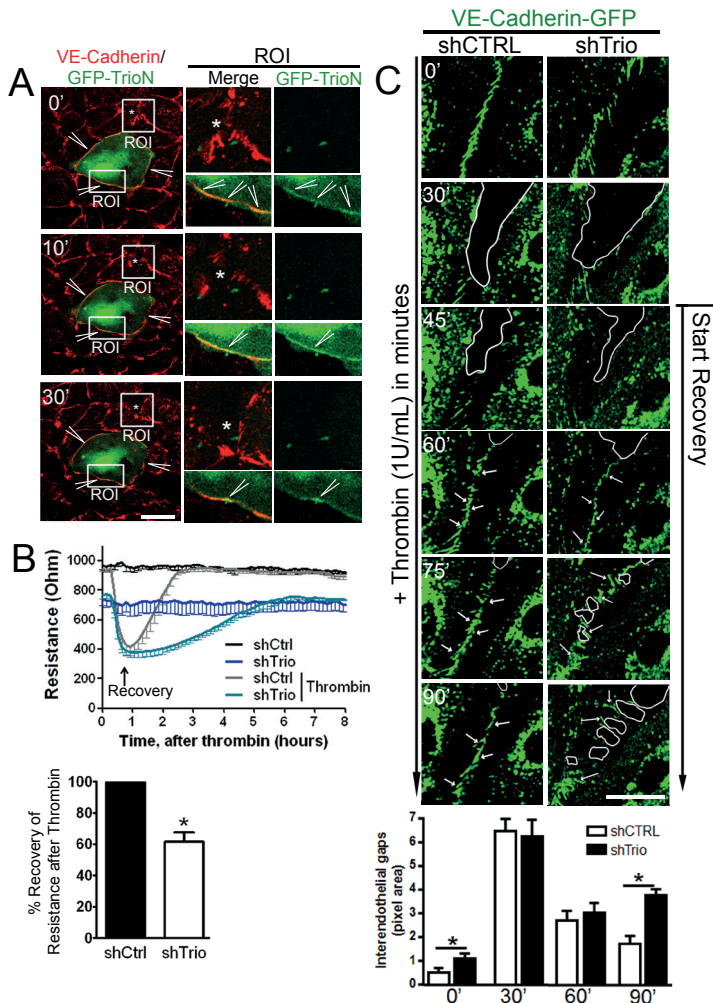 A
VE-Cadherin/
GFP-TrioN
ROI
Merge
GFP-TrioN
0'
*
ROI
ROI
*
10'
*
ROI
ROI
*
30'
*
ROI
ROI
*
B
Resistance (Ohm)
1000
800
600
400
200
0
Recovery
shCtrl
shTrio
shCtrl
shTrio
Thrombin
0 1 2 3 4 5 6 7 8
Time, after thrombin (hours)
% Recovery of
Resistance after Thrombin
100
80
60
40
20
0
*
shCtrl
shTrio
C
VE-Cadherin-GFP
shCTRL
shTrio
+ Thrombin (1U/mL) in minutes
0'
30'
45'
60'
75'
90'
Start Recovery
Interendothelial gaps
(pixel area)
7
6
5
4
3
2
1
0
shCTRL
shTrio
*
*
0' 30' 60' 90'